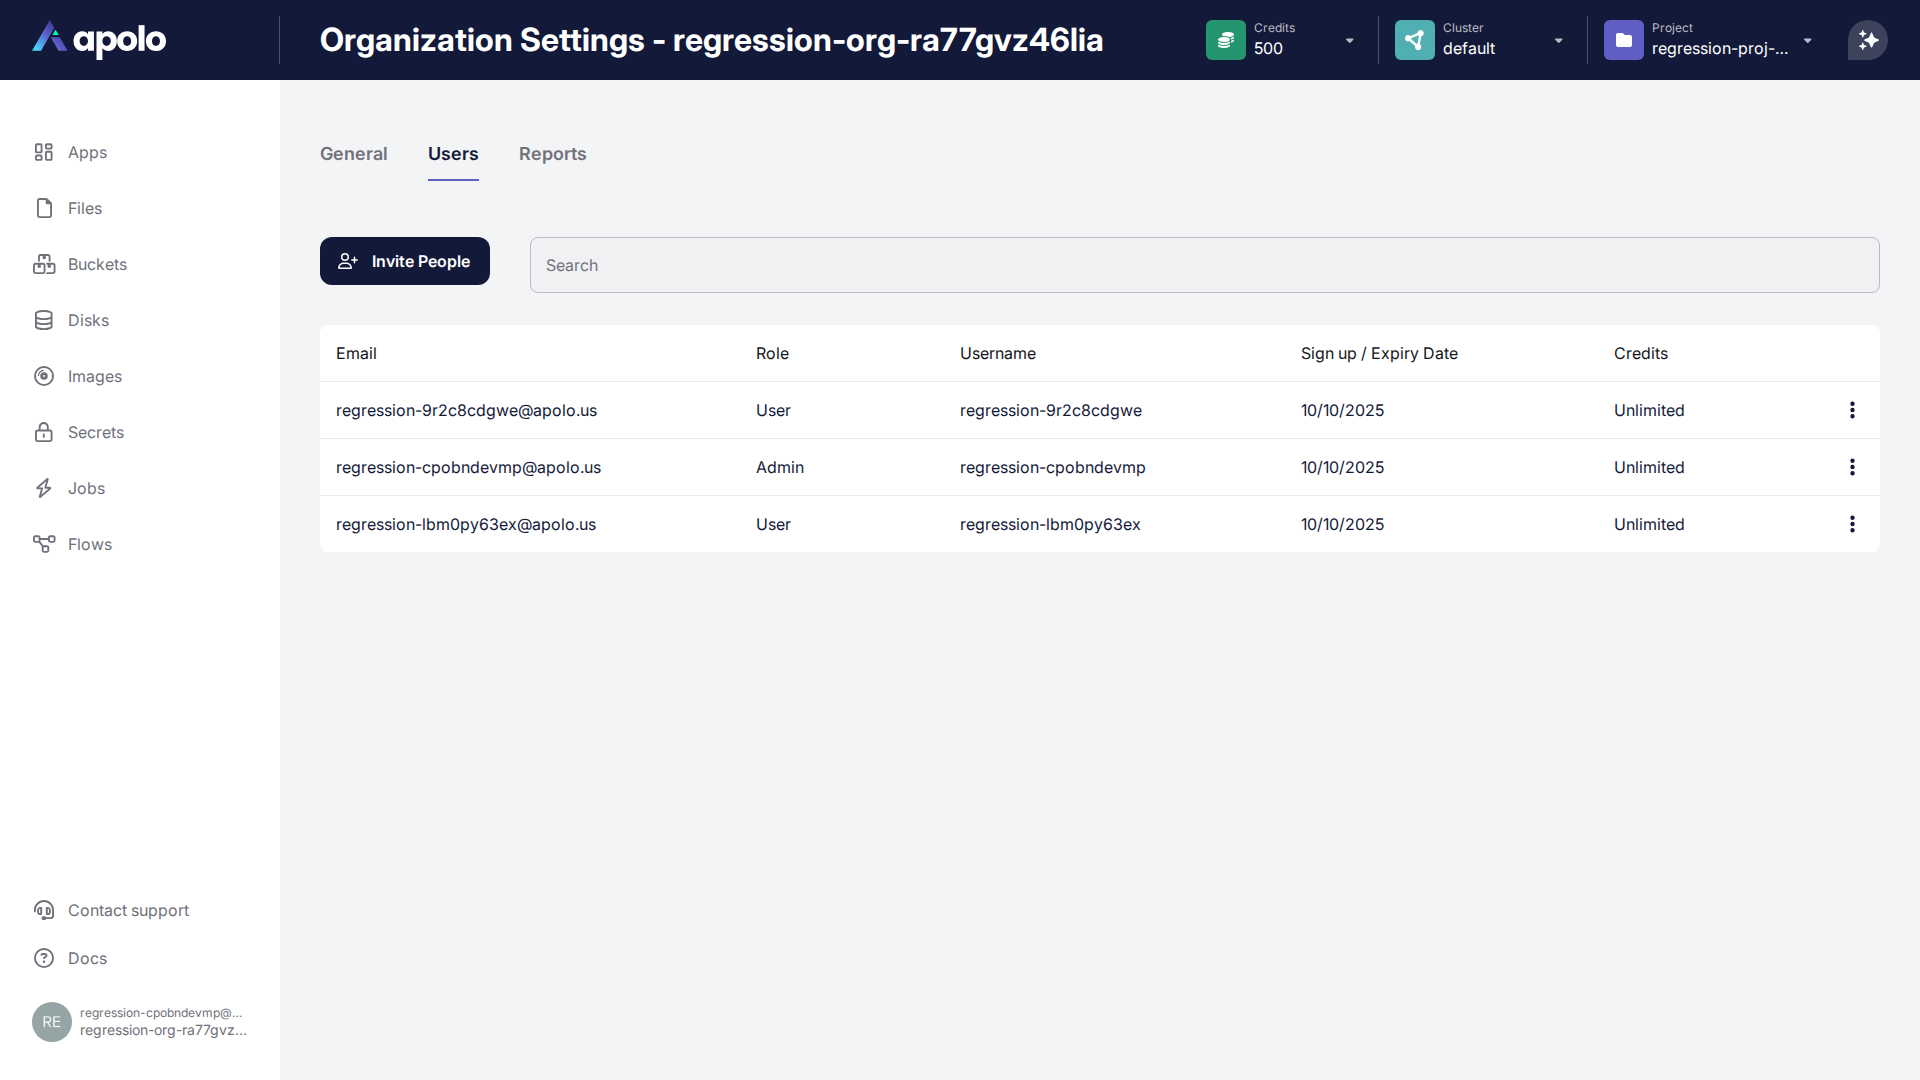 apolo
Organization Settings - regression-org-ra77gvz46lia
Credits
500
Cluster
default
Project
regression-proj-...
Apps
Files
Buckets
Disks
Images
Secrets
Jobs
Flows
General
Users
Reports
Invite People
Search
Email Role Username Sign up / Expiry Date Credits
regression-9r2c8cdgwe@apolo.us User regression-9r2c8cdgwe 10/10/2025 Unlimited
regression-cpobndevmp@apolo.us Admin regression-cpobndevmp 10/10/2025 Unlimited
regression-lbm0py63ex@apolo.us User regression-lbm0py63ex 10/10/2025 Unlimited
Contact support
Docs
RE
regression-cpobndevmp@...
regression-org-ra77gvz...